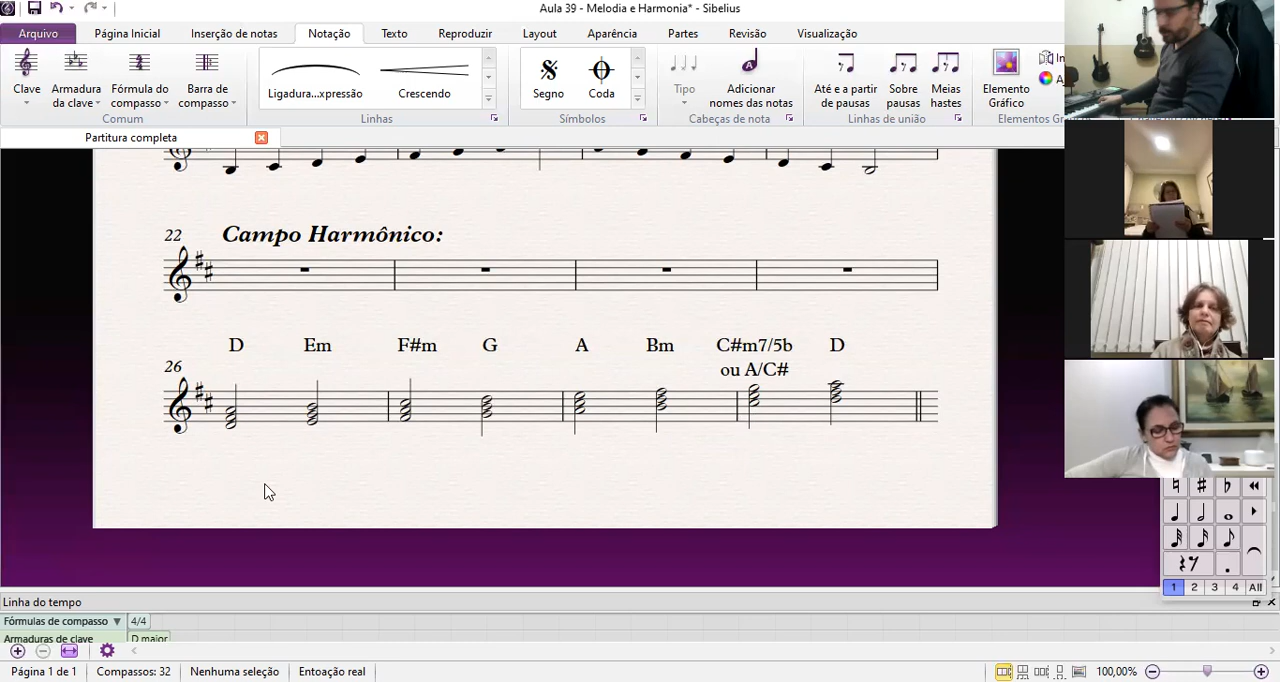 Aula 39 - Melodia e Harmonia* - Sibelius
Arquivo Página Inicial Inserção de notas Notação Texto Reproduzir Layout Aparência Partes Revisão Visualização
Clave Armadura da clave Fórmula do compasso Barra de compasso
Ligadura...xpressão Crescendo
Segno Coda
Tipo Adicionar nomes das notas
Até e a partir de pausas Sobre pausas Meias hastes
Elemento Gráfico
Comum Linhas Símbolos Cabeças de nota Linhas de união
Partitura completa
22 Campo Harmônico:
D Em F#m G A Bm C#m7/5b D
ou A/C#
26
1 2 3 4 All
Linha do tempo
Fórmulas de compasso 4/4
Armaduras de clave D maior
Página 1 de 1 Compassos: 32 Nenhuma seleção Entoação real 100,00%